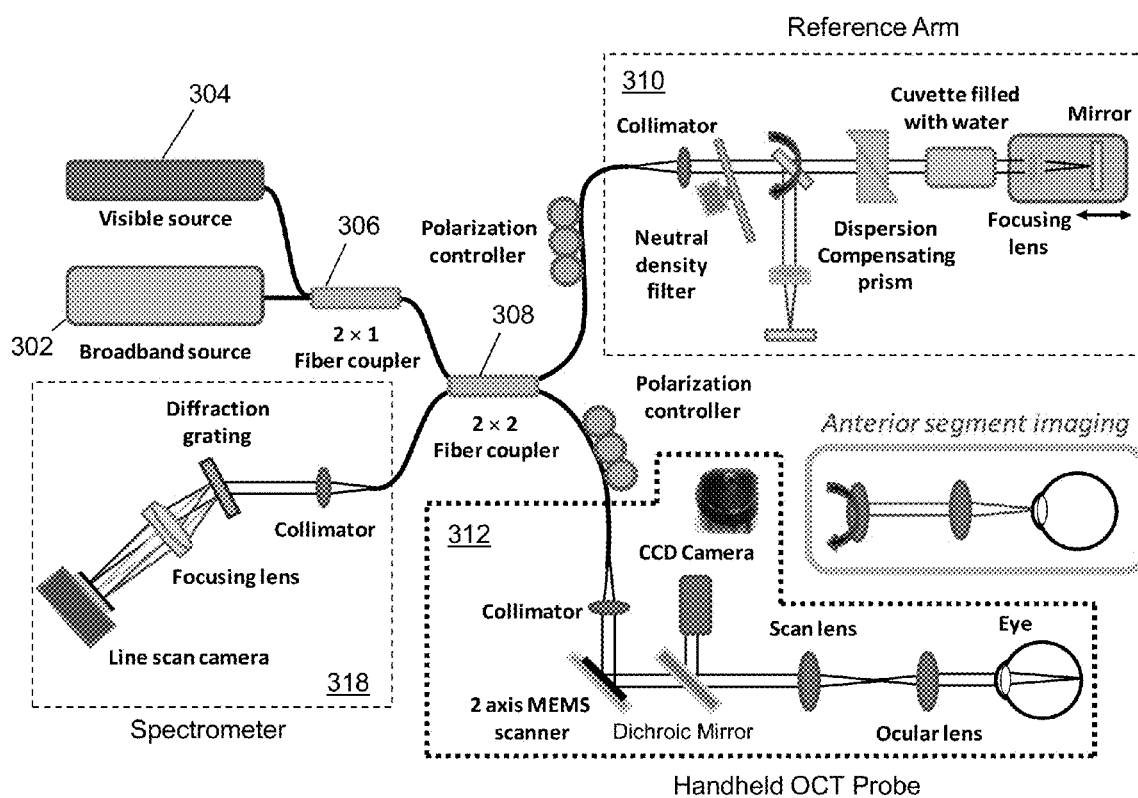 Reference Arm
310
Collimator
Cuvette filled
with water
Mirror
Neutral
density
filter
Dispersion
Compensating
prism
Focusing
lens
304
Visible source
302
Broadband source
306
2 × 1
Fiber coupler
Polarization
controller
308
2 × 2
Fiber coupler
Polarization
controller
Diffraction
grating
Collimator
Focusing lens
Line scan camera
318
Spectrometer
Anterior segment imaging
312
CCD Camera
Collimator
2 axis MEMS
scanner
Dichroic Mirror
Scan lens
Ocular lens
Eye
Handheld OCT Probe